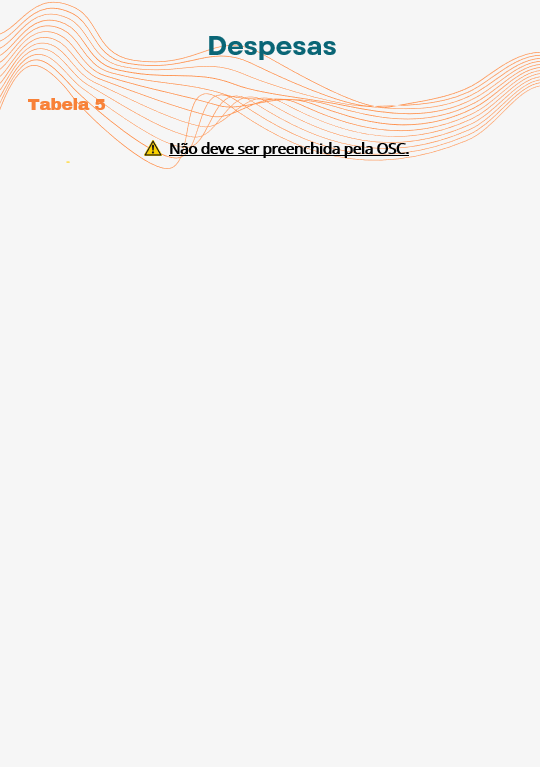 Despesas
Tabela 5
⚠ Não deve ser preenchida pela OSC.